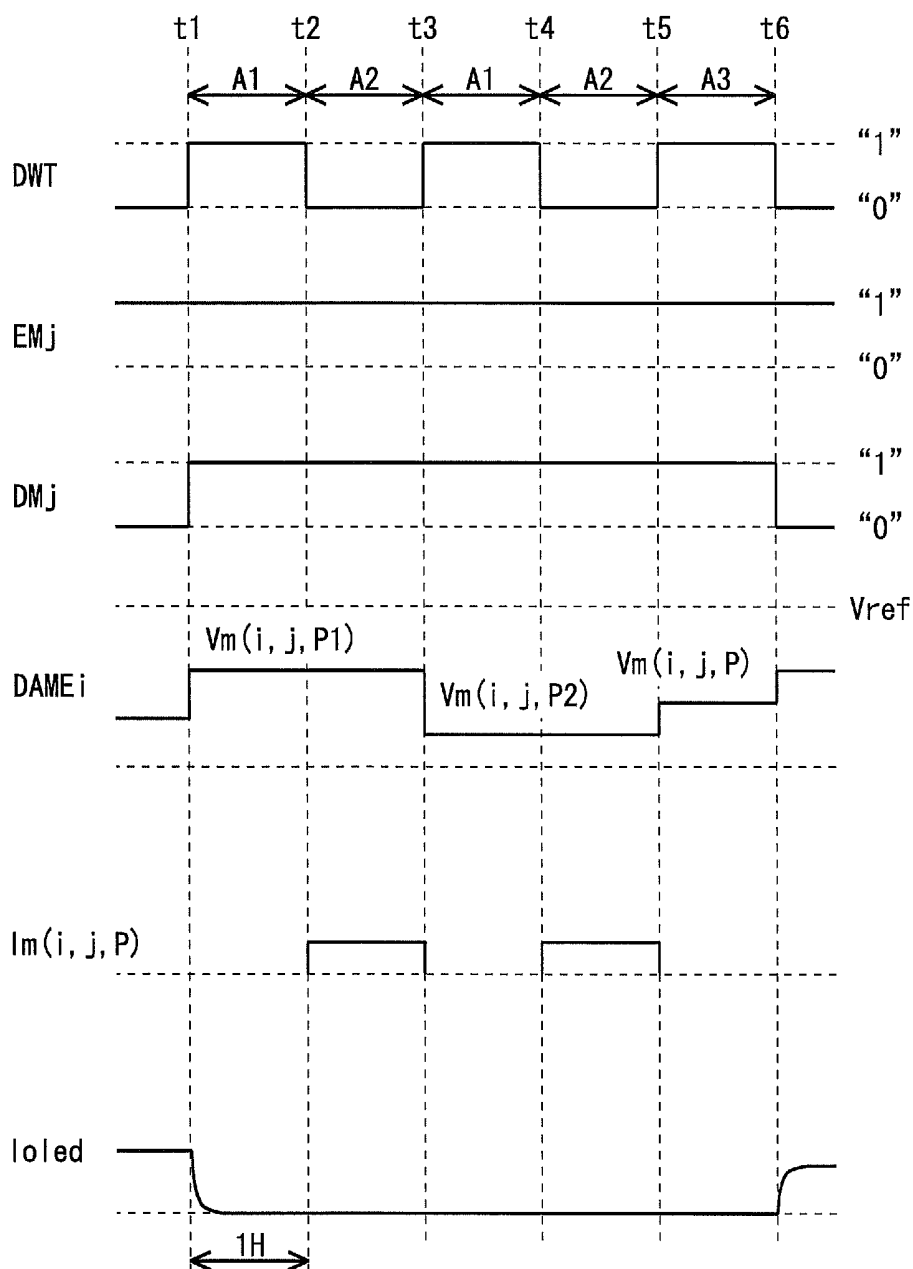 t1 t2 t3 t4 t5 t6
A1 A2 A1 A2 A3
DWT “1”
“0”
EMj “1”
“0”
DMj “1”
“0”
Vref
DAMEi Vm(i, j, P1) Vm(i, j, P2) Vm(i, j, P)
Im(i, j, P)
Ioled
1H